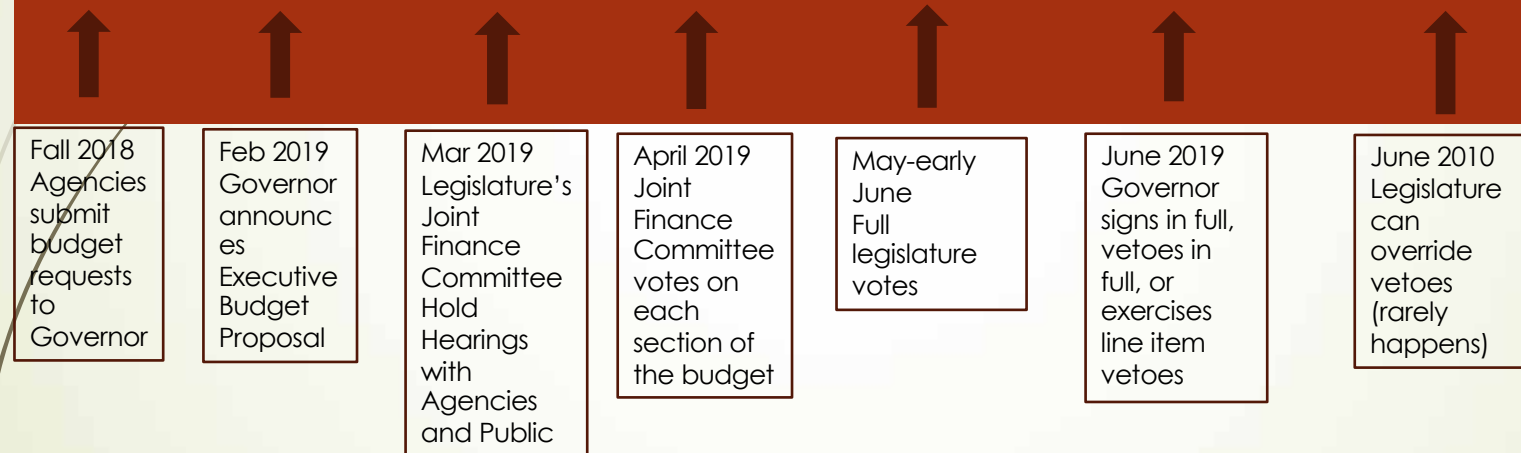 Fall 2018
Agencies
submit
budget
requests
to
Governor
Feb 2019
Governor
announc
es
Executive
Budget
Proposal
Mar 2019
Legislature’s
Joint
Finance
Committee
Hold
Hearings
with
Agencies
and Public
April 2019
Joint
Finance
Committee
votes on
each
section of
the budget
May-early
June
Full
legislature
votes
June 2019
Governor
signs in full,
vetoes in
full, or
exercises
line item
vetoes
June 2010
Legislature
can
override
vetoes
(rarely
happens)